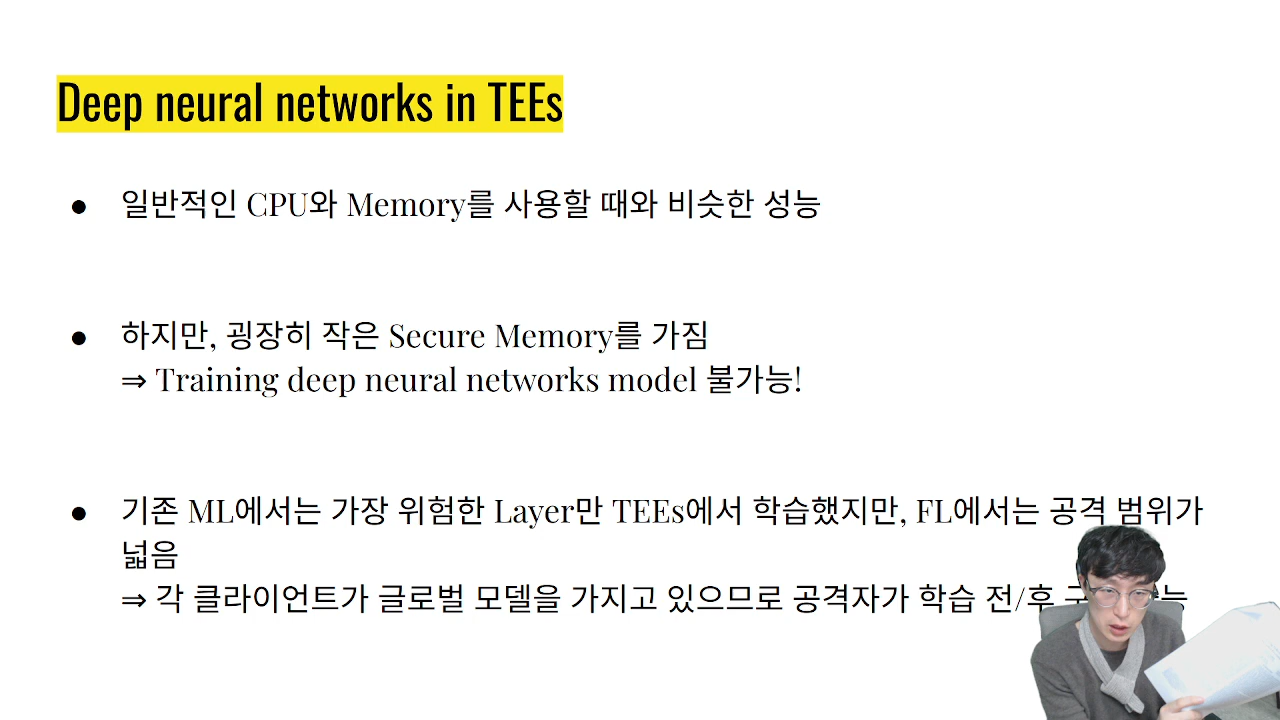 Deep neural networks in TEEs
● 일반적인 CPU와 Memory를 사용할 때와 비슷한 성능
● 하지만, 굉장히 작은 Secure Memory를 가짐
⇒ Training deep neural networks model 불가능!
● 기존 ML에서는 가장 위험한 Layer만 TEEs에서 학습했지만, FL에서는 공격 범위가
넓음
⇒ 각 클라이언트가 글로벌 모델을 가지고 있으므로 공격자가 학습 전/후